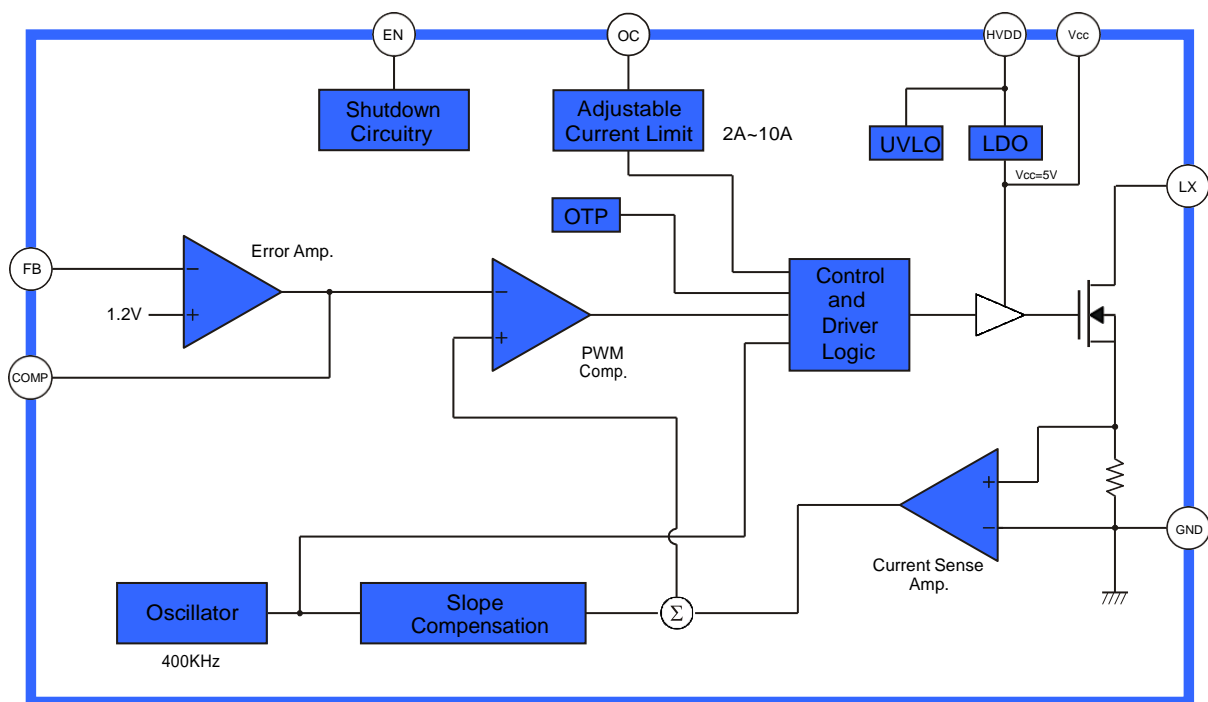 EN
OC
HVDD
Vcc
Shutdown
Circuitry
Adjustable
Current Limit
2A~10A
UVLO
LDO
Vcc=5V
LX
OTP
Error Amp.
FB
−
+
1.2V
−
+
Control
and
Driver
Logic
PWM
Comp.
COMP
+
−
GND
Current Sense
Amp.
Oscillator
Slope
Compensation
Σ
400KHz